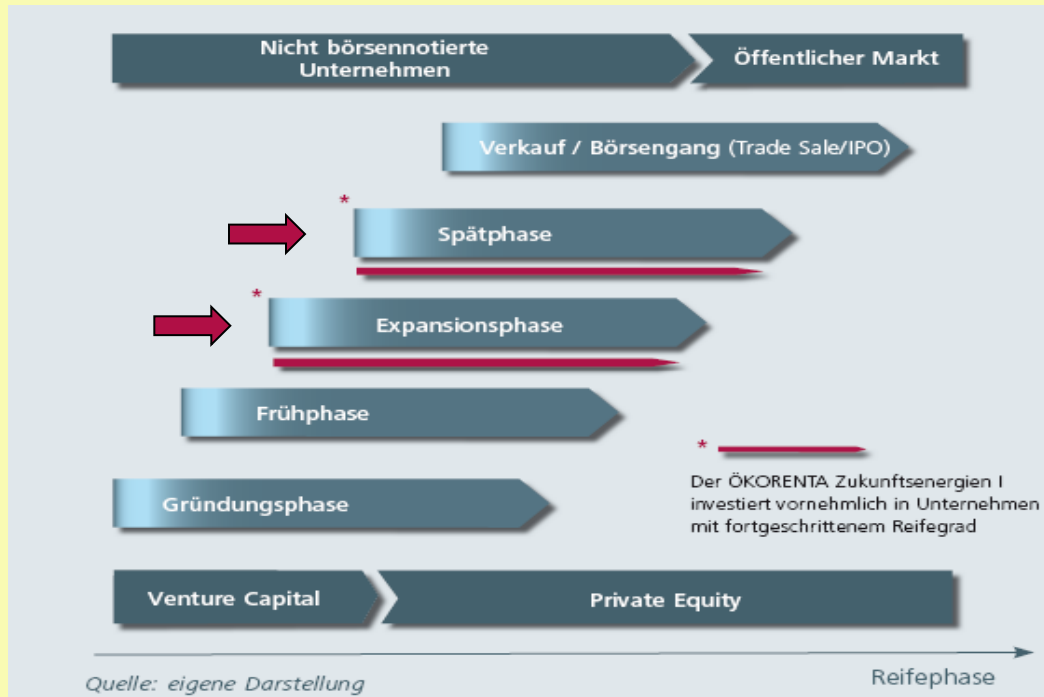 Nicht börsennotierte
Unternehmen
Öffentlicher Markt
Verkauf / Börsengang (Trade Sale/IPO)
*
Spätphase
*
Expansionsphase
Frühphase
*
Der ÖKORENTA Zukunftsenergien I
investiert vornehmlich in Unternehmen
mit fortgeschrittenem Reifegrad
Gründungsphase
Venture Capital
Private Equity
Reifephase
Quelle: eigene Darstellung